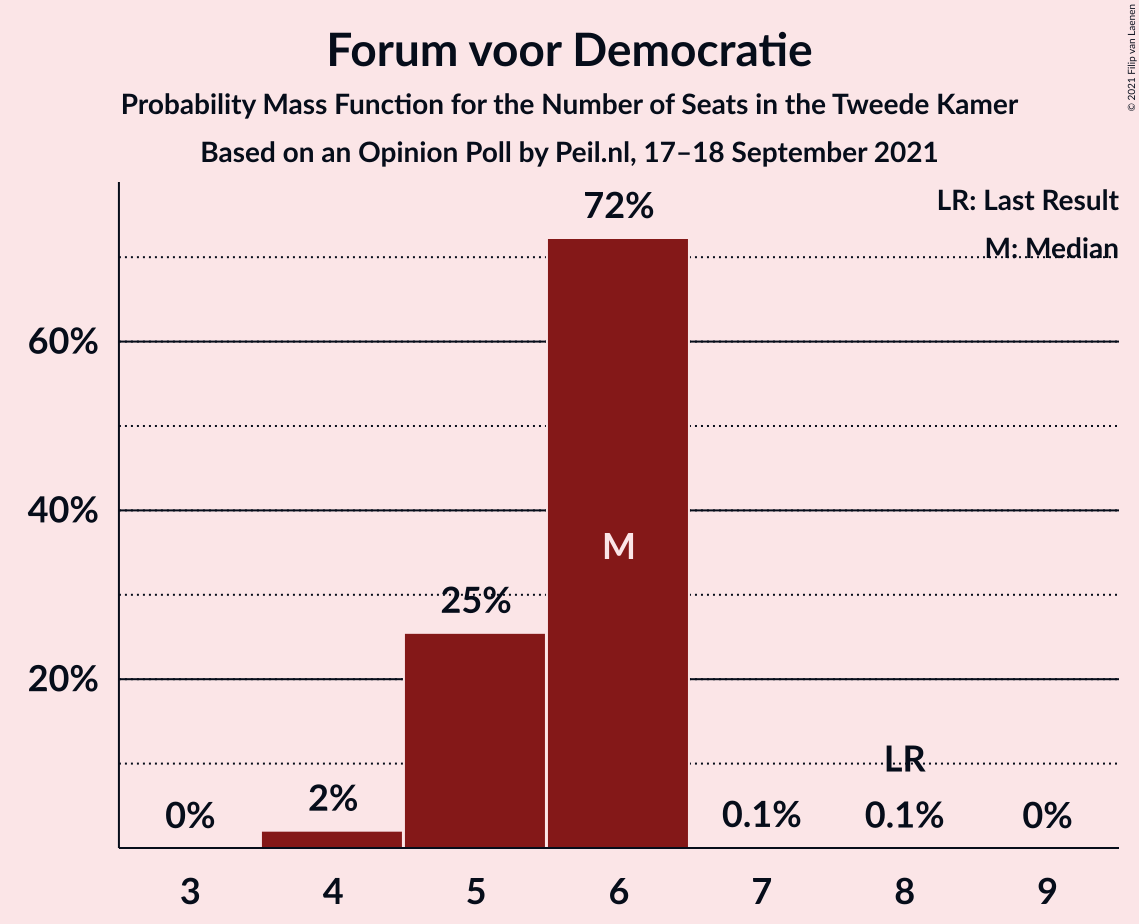 Forum voor Democratie
Probability Mass Function for the Number of Seats in the Tweede Kamer
Based on an Opinion Poll by Peil.nl, 17–18 September 2021
© 2021 Filip van Laenen
LR: Last Result
M: Median
72%
60%
40%
M
25%
20%
LR
2%
0%
0.1%
0.1%
0%
3 4 5 6 7 8 9